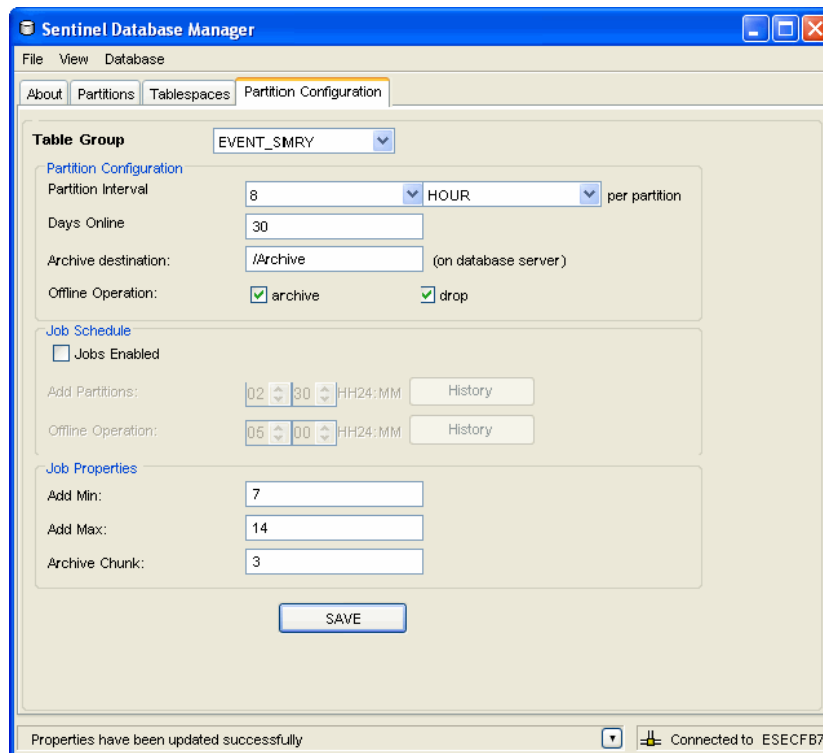 Sentinel Database Manager
File View Database
About Partitions Tablespaces Partition Configuration
Table Group EVENT_SMRY
Partition Configuration
Partition Interval 8 HOUR per partition
Days Online 30
Archive destination: /Archive (on database server)
Offline Operation: archive drop
Job Schedule
Jobs Enabled
Add Partitions: 02 30 HH24:MM History
Offline Operation: 05 00 HH24:MM History
Job Properties
Add Min: 7
Add Max: 14
Archive Chunk: 3
SAVE
Properties have been updated successfully Connected to ESECFB7